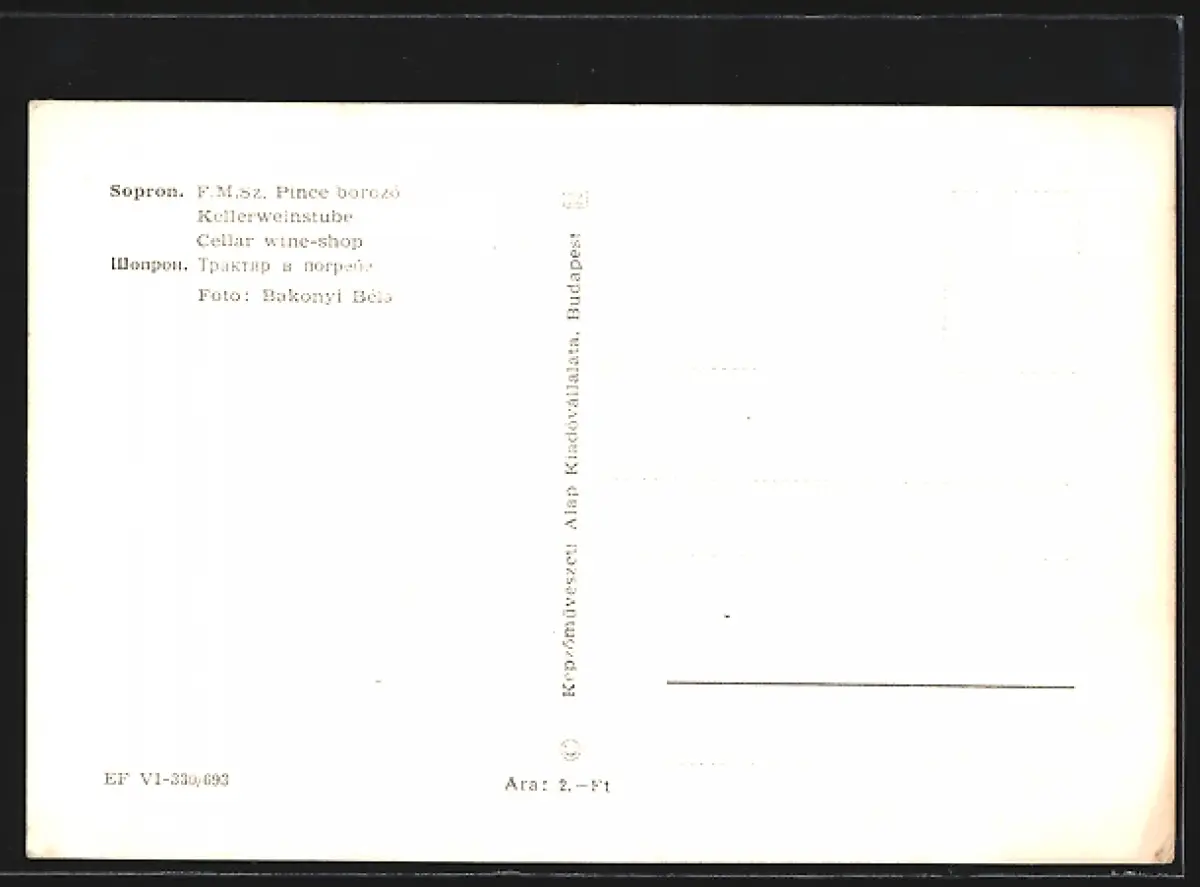 Sopron. F.M.Sz. Pince borozó
Kellerweinstube
Cellar wine-shop
Шопрон. Трактир в погребе
Foto: Bakonyi Béla
Képzőművészeti Alap Kiadóvállalata, Budapest
EF VI-330/693
Ára: 2.—Ft